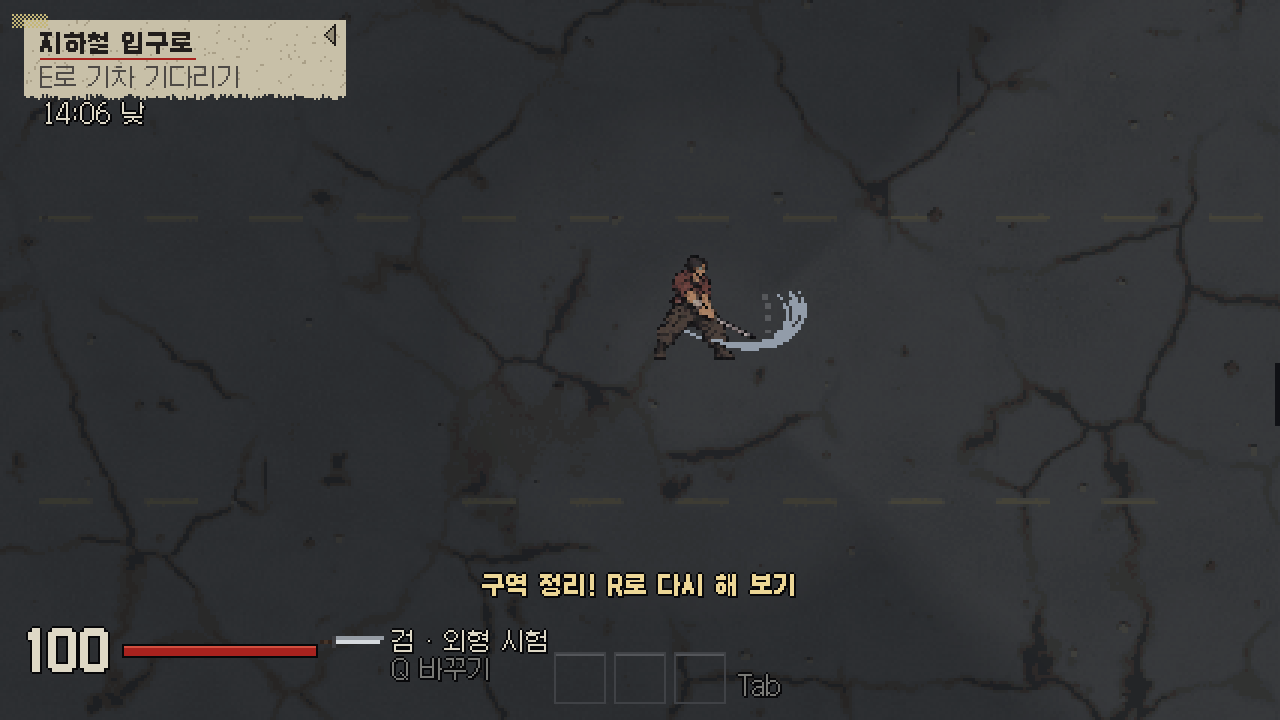 지하철 입구로
E로 기차 기다리기
14:06 낮
구역 정리! R로 다시 해 보기
100
검 · 외형 시험
Q 바꾸기
Tab